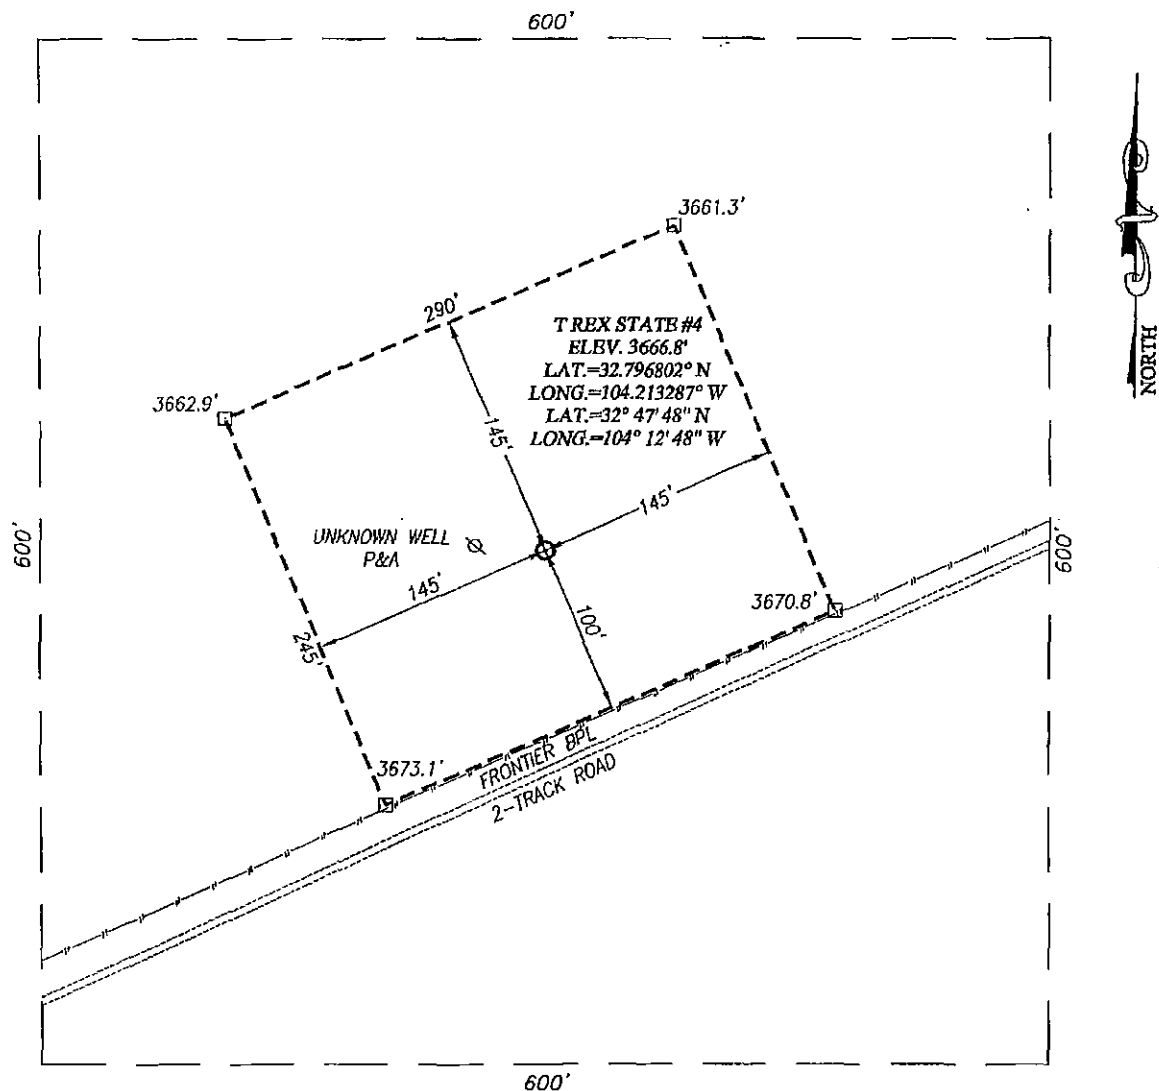 600'
3661.3'
290'
T REX STATE #4
ELEV. 3666.8'
LAT.=32.796802° N
LONG.=104.213287° W
LAT.=32° 47' 48" N
LONG.=104° 12' 48" W
NORTH
3662.9'
145'
145'
UNKNOWN WELL
P&A
600'
600'
145'
100'
3670.8'
245'
3673.1'
FRONTIER BPL
2-TRACK ROAD
600'